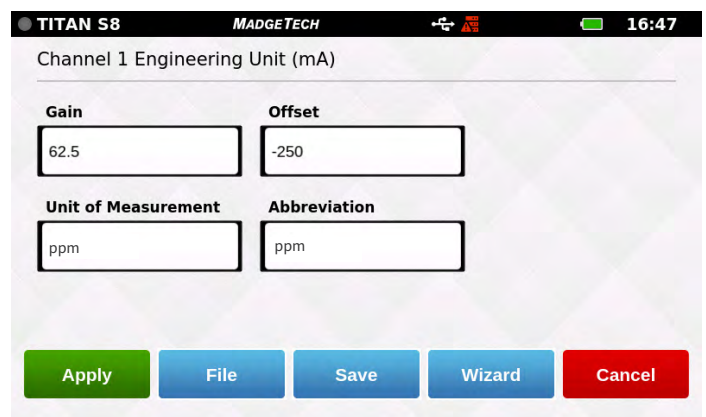 TITAN S8 MADGETECH 16:47
Channel 1 Engineering Unit (mA)
Gain Offset
62.5 -250
Unit of Measurement Abbreviation
ppm ppm
Apply File Save Wizard Cancel